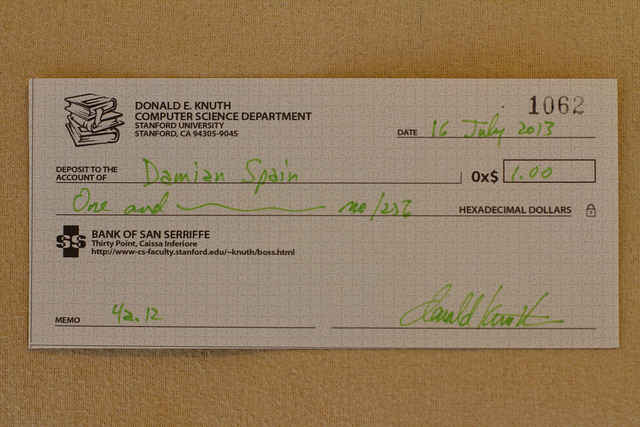 DONALD E. KNUTH
COMPUTER SCIENCE DEPARTMENT
STANFORD UNIVERSITY
STANFORD, CA 94305-9045
1062
DATE 16 July 2013
DEPOSIT TO THE
ACCOUNT OF Damian Spain 0x$ 1.00
One and no/256 HEXADECIMAL DOLLARS
SS BANK OF SAN SERRIFFE
Thirty Point, Caissa Inferiore
http://www-cs-faculty.stanford.edu/~knuth/boss.html
MEMO 4a.12 Donald Knuth